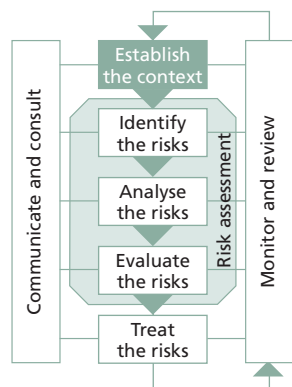 Establish
the context
Identify
the risks
Analyse
the risks
Evaluate
the risks
Treat
the risks
Communicate and consult
Risk assessment
Monitor and review